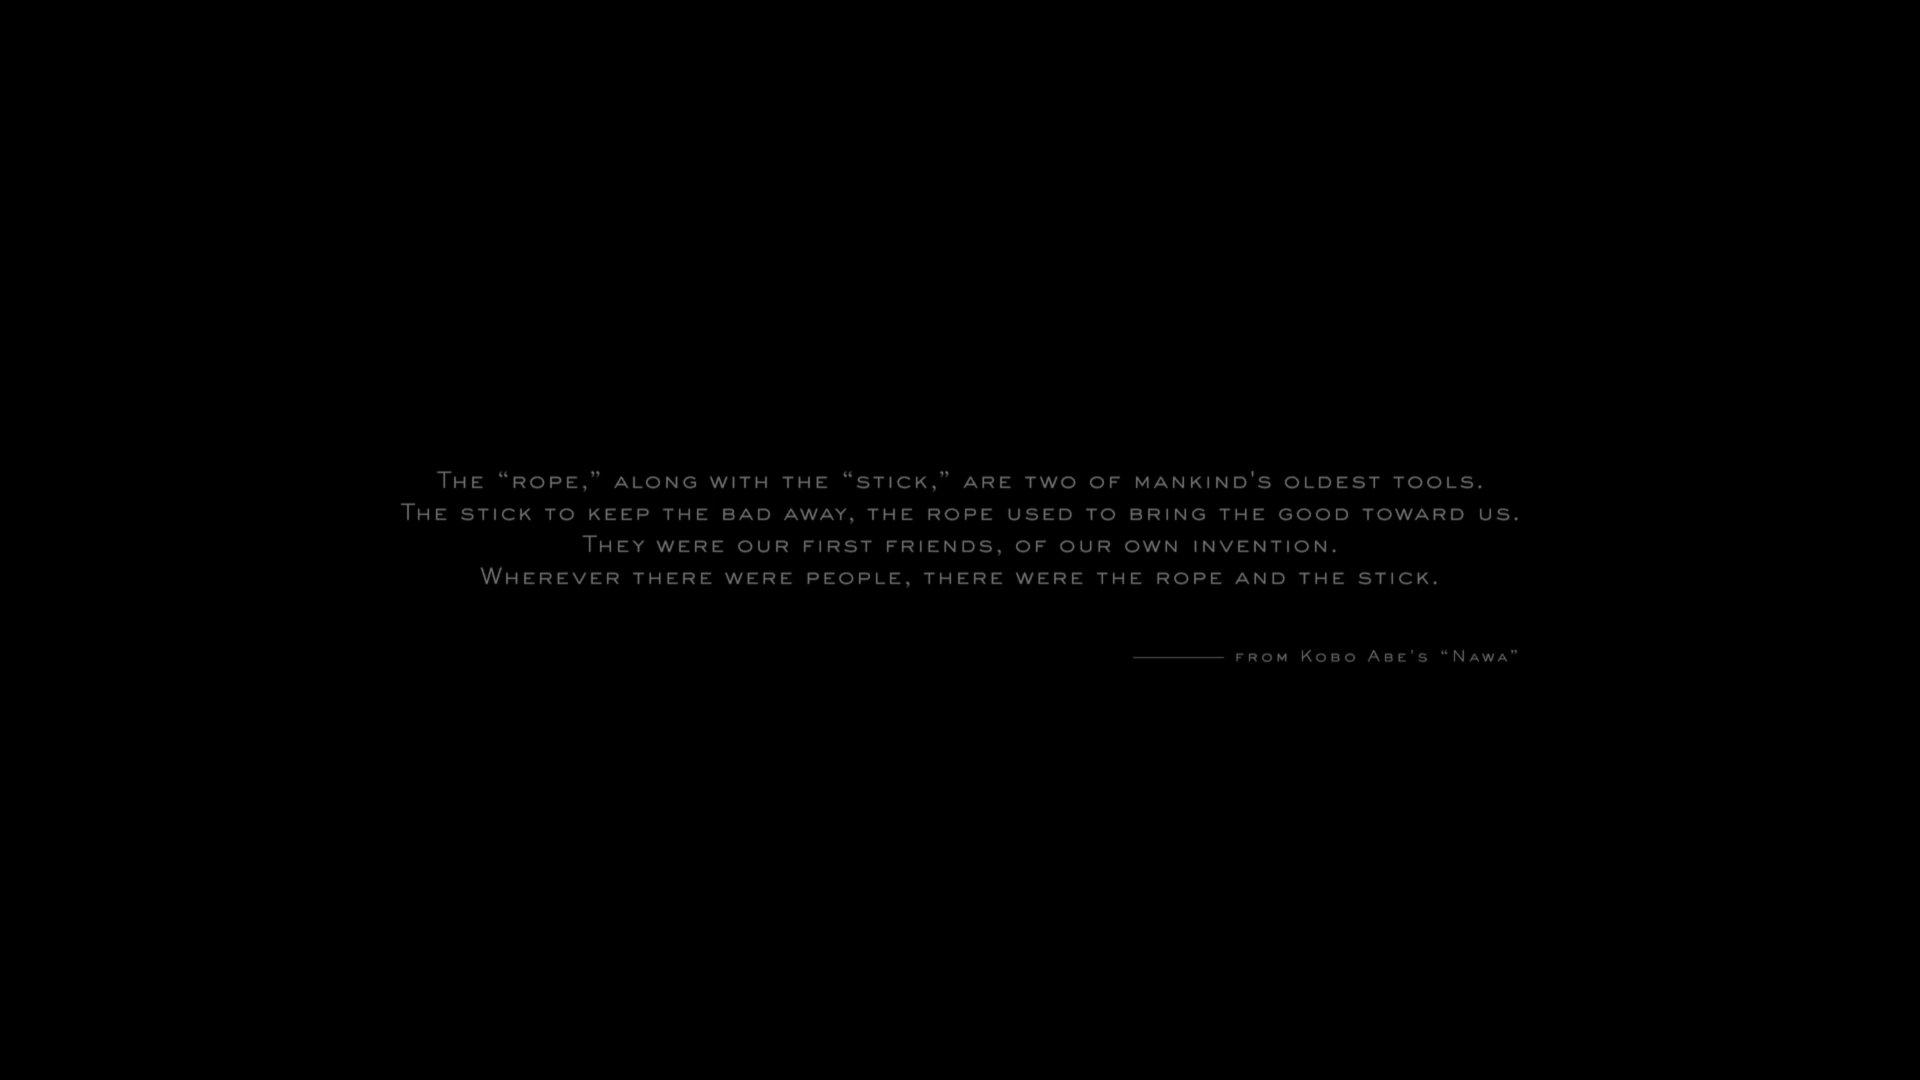 The “rope,” along with the “stick,” are two of mankind's oldest tools.
The stick to keep the bad away, the rope used to bring the good toward us.
They were our first friends, of our own invention.
Wherever there were people, there were the rope and the stick.
from Kobo Abe's “Nawa”